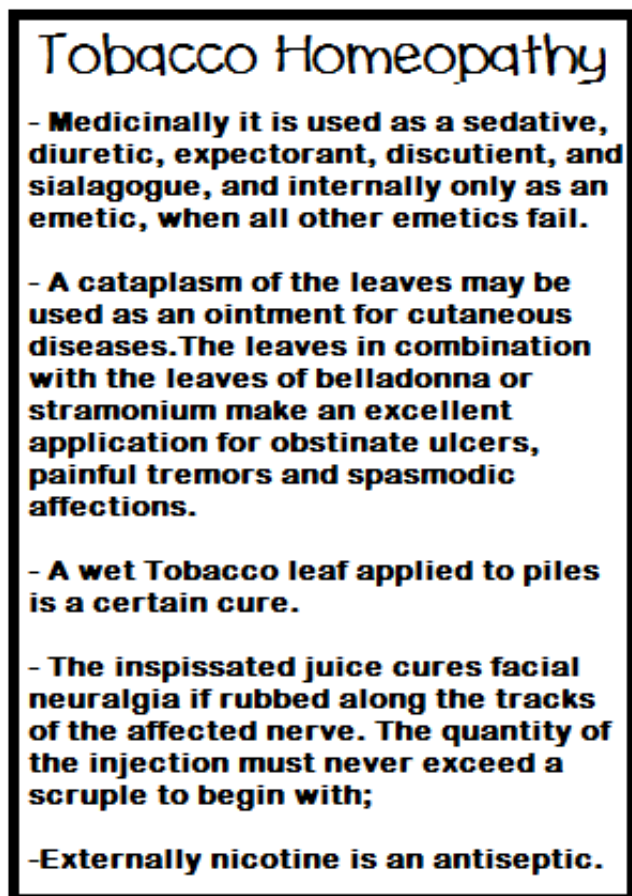 Tobacco Homeopathy
- Medicinally it is used as a sedative,
diuretic, expectorant, discutient, and
sialagogue, and internally only as an
emetic, when all other emetics fail.
- A cataplasm of the leaves may be
used as an ointment for cutaneous
diseases.The leaves in combination
with the leaves of belladonna or
stramonium make an excellent
application for obstinate ulcers,
painful tremors and spasmodic
affections.
- A wet Tobacco leaf applied to piles
is a certain cure.
- The inspissated juice cures facial
neuralgia if rubbed along the tracks
of the affected nerve. The quantity of
the injection must never exceed a
scruple to begin with;
-Externally nicotine is an antiseptic.